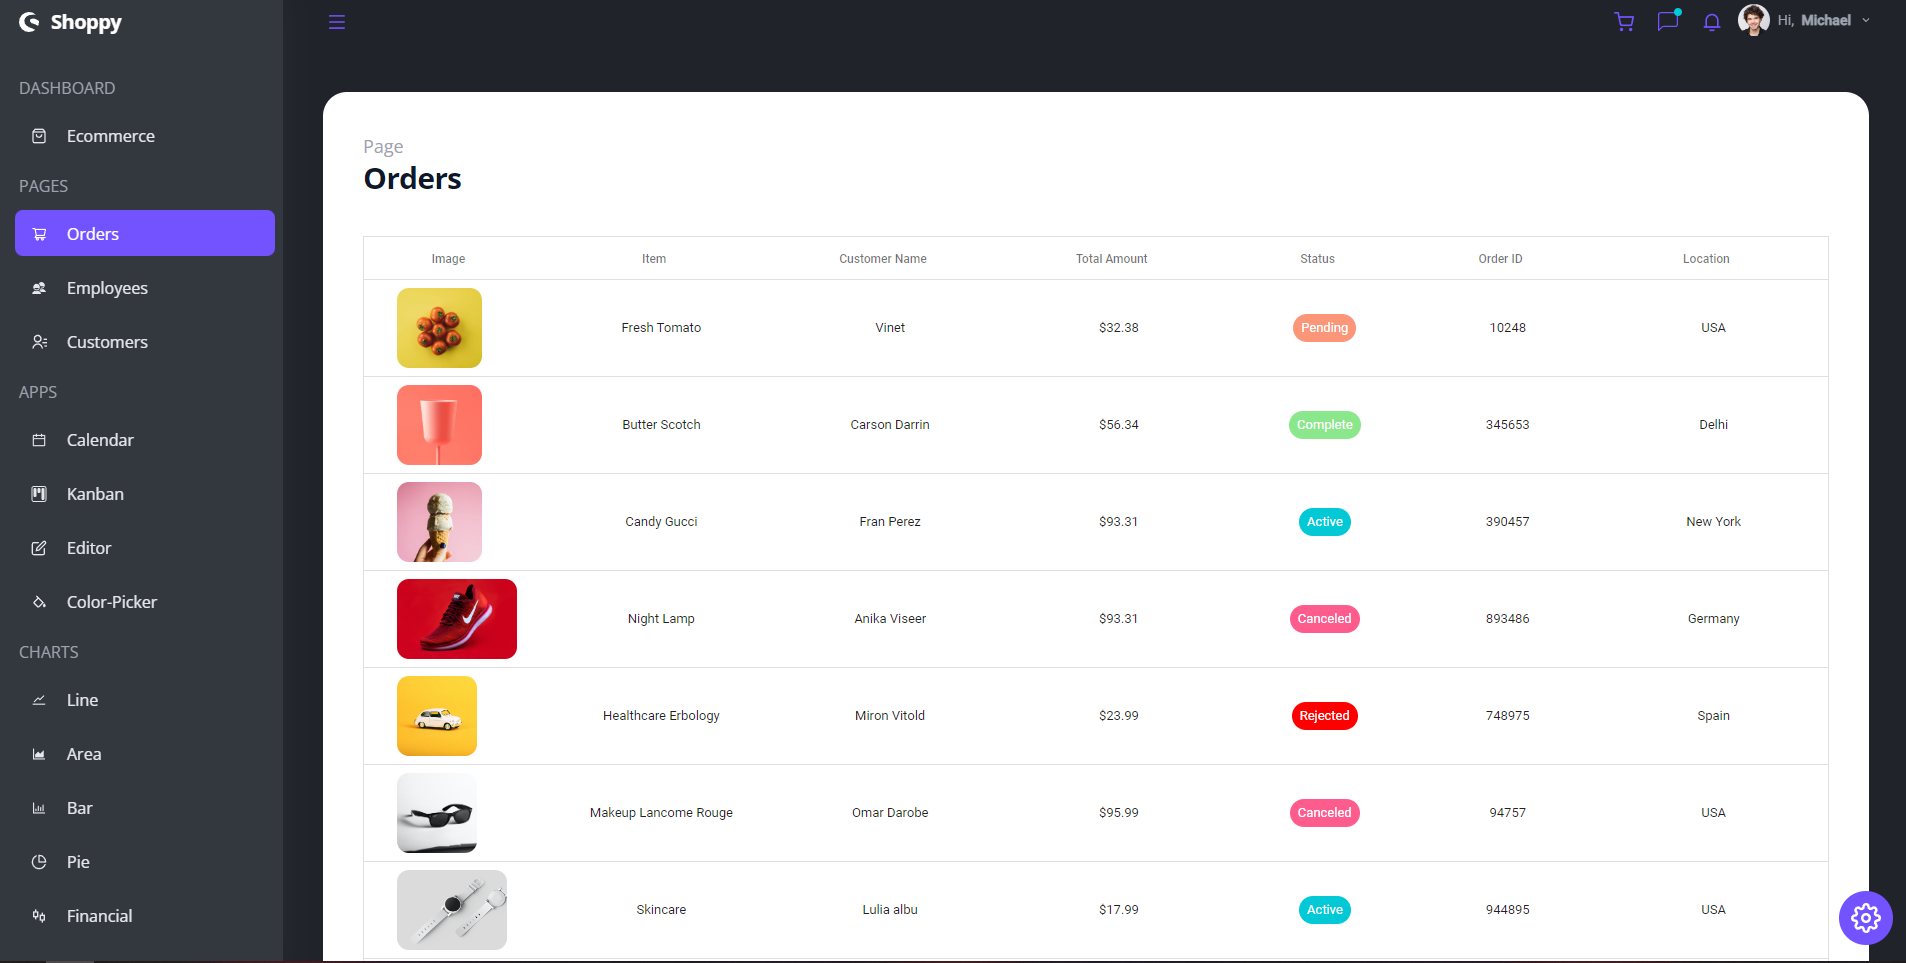 Shoppy
Hi, Michael
DASHBOARD
Ecommerce
PAGES
Orders
Employees
Customers
APPS
Calendar
Kanban
Editor
Color-Picker
CHARTS
Line
Area
Bar
Pie
Financial
Page
Orders
Image Item Customer Name Total Amount Status Order ID Location
Fresh Tomato Vinet $32.38 Pending 10248 USA
Butter Scotch Carson Darrin $56.34 Complete 345653 Delhi
Candy Gucci Fran Perez $93.31 Active 390457 New York
Night Lamp Anika Viseer $93.31 Canceled 893486 Germany
Healthcare Erbology Miron Vitold $23.99 Rejected 748975 Spain
Makeup Lancome Rouge Omar Darobe $95.99 Canceled 94757 USA
Skincare Lulia albu $17.99 Active 944895 USA